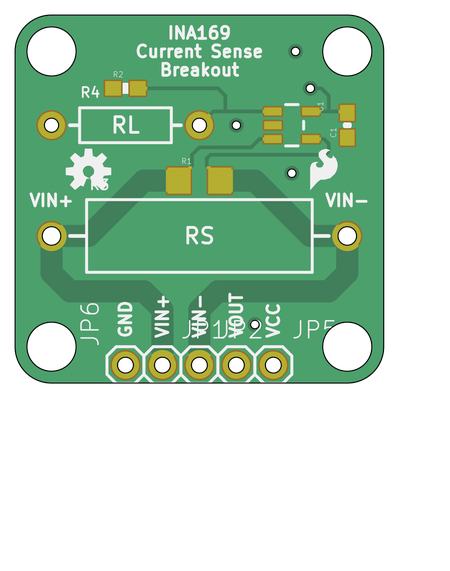 INA169
Current Sense
Breakout
R2
R4
RL
C1
R1
R3
VIN+
VIN-
RS
JP6
GND
VIN+
VIN-
VOUT
VCC
JP1
JP2
JP5